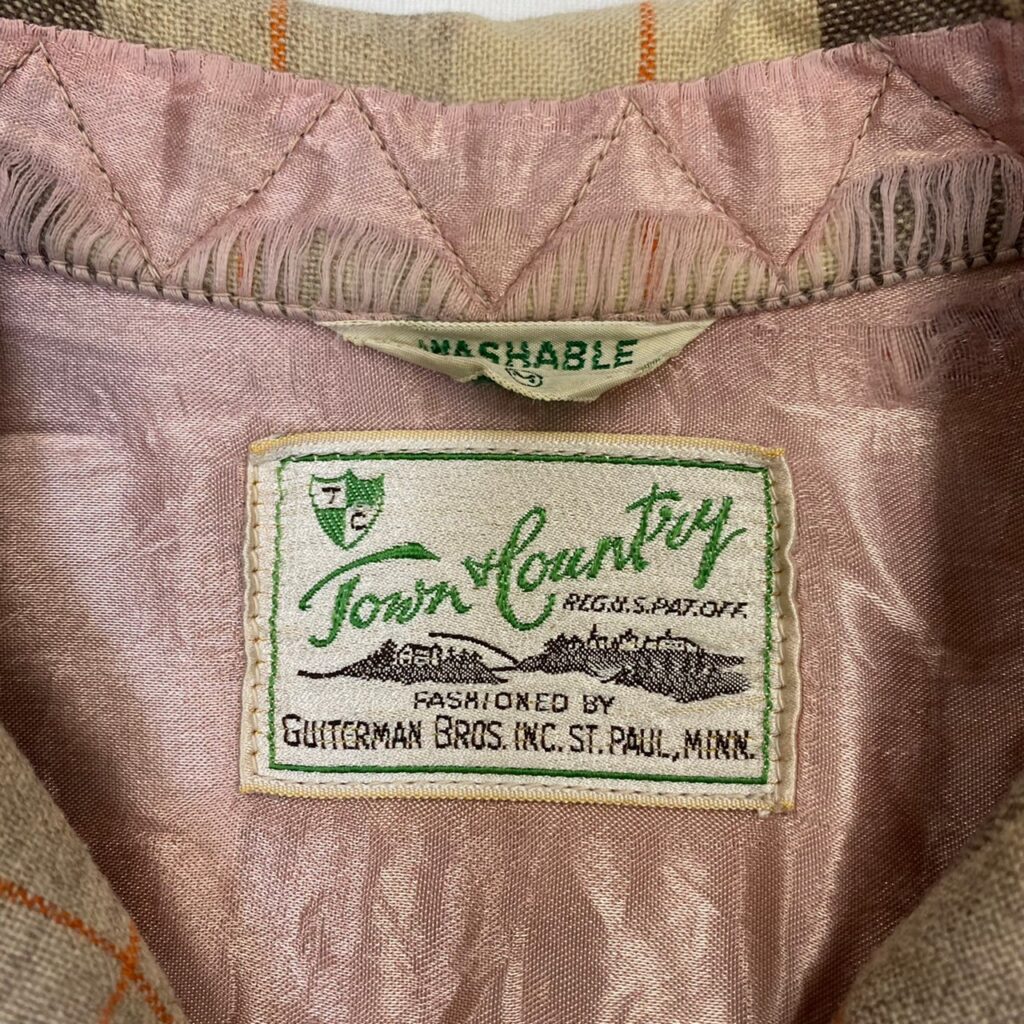 WASHABLE
M
T
C
Town & Country
REG.U.S.PAT.OFF.
FASHIONED BY
GUITERMAN BROS. INC. ST. PAUL, MINN.